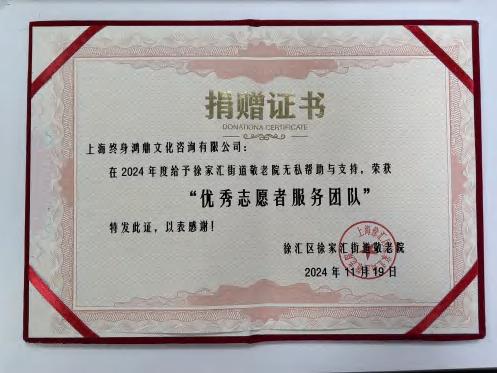 捐赠证书
DONATIONA CERTIFICATE
上海终身鸿鼎文化咨询有限公司：
在2024年度给予徐家汇街道敬老院无私帮助与支持，荣获
“优秀志愿者服务团队”
特发此证，以表感谢！
徐汇区徐家汇街道敬老院
2024年11月19日